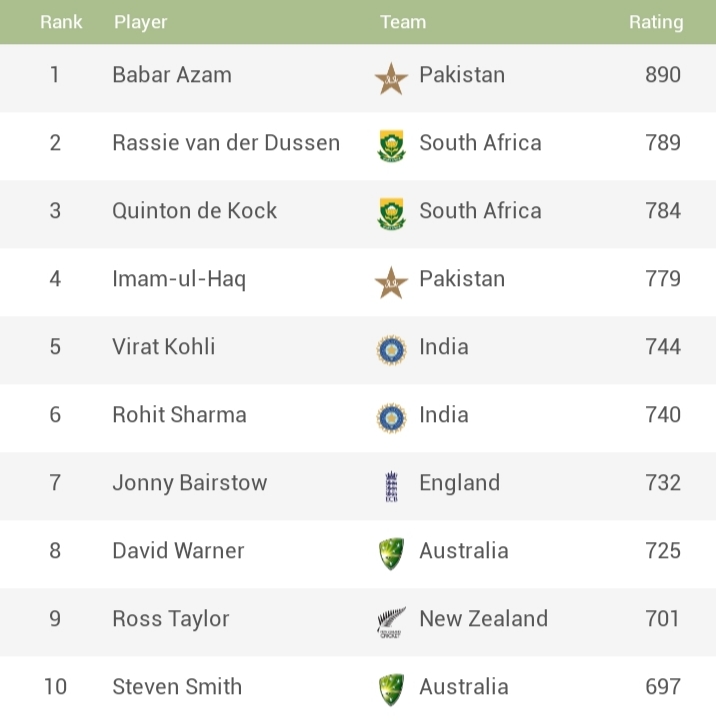 Rank Player Team Rating
1 Babar Azam Pakistan 890
2 Rassie van der Dussen South Africa 789
3 Quinton de Kock South Africa 784
4 Imam-ul-Haq Pakistan 779
5 Virat Kohli India 744
6 Rohit Sharma India 740
7 Jonny Bairstow England 732
8 David Warner Australia 725
9 Ross Taylor New Zealand 701
10 Steven Smith Australia 697